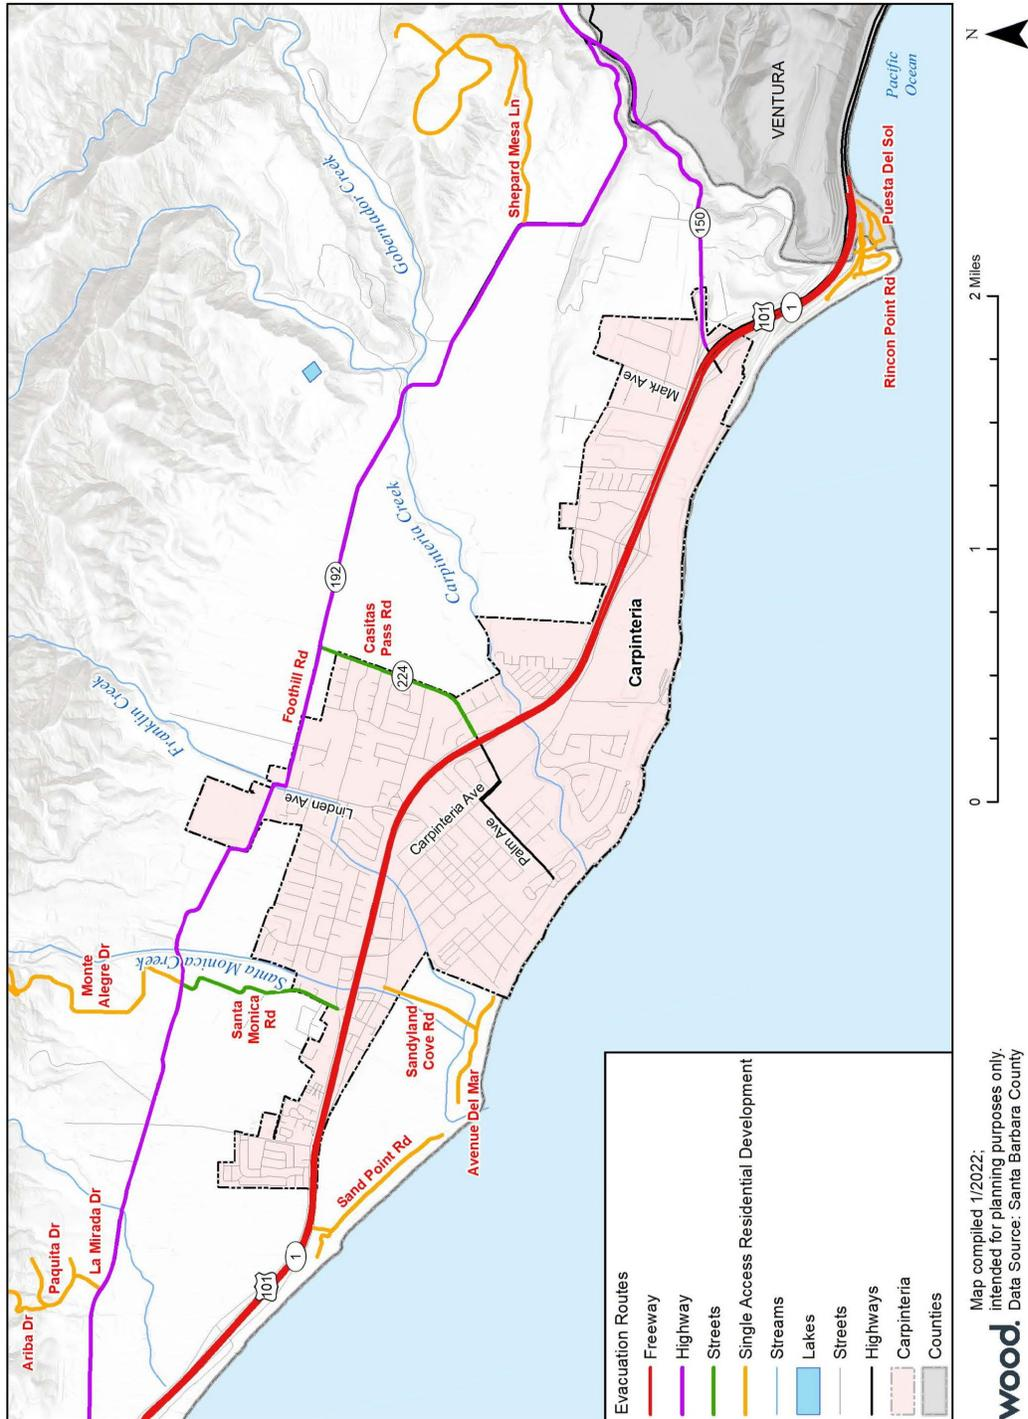 Ariba Dr
Paquita Dr
La Mirada Dr
Monte
Alegre Dr
Santa Monica Creek
Santa
Monica
Rd
Franklin Creek
Foothill Rd
Linden Ave
192
Casitas
Pass Rd
224
Gobernador Creek
Carpinteria Creek
Shepard Mesa Ln
150
VENTURA
Pacific
Ocean
101
1
Sand Point Rd
Sandyland
Cove Rd
Avenue Del Mar
Carpinteria Ave
Palm Ave
Carpinteria
Mark Ave
101
1
Rincon Point Rd
Puesta Del Sol
Evacuation Routes
Freeway
Highway
Streets
Single Access Residential Development
Streams
Lakes
Streets
Highways
Carpinteria
Counties
wood.
Map compiled 1/2022;
intended for planning purposes only.
Data Source: Santa Barbara County
0 1 2 Miles
N